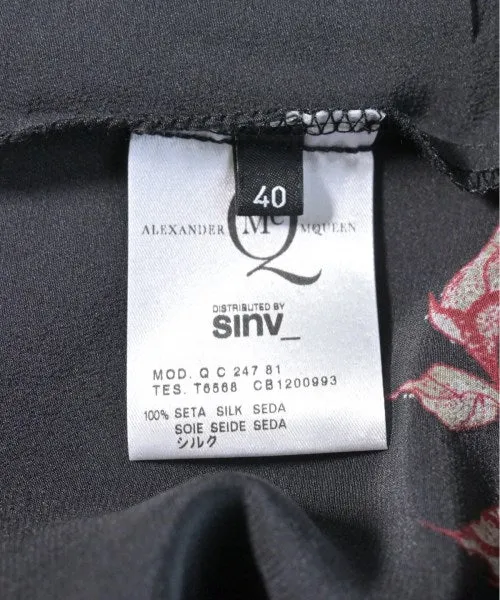 40
ALEXANDER McQ MQUEEN
DISTRIBUTED BY
sinv_
MOD. Q C 247 81
TES. T6568 CB1200993
100% SETA SILK SEDA
SOIE SEIDE SEDA
シルク